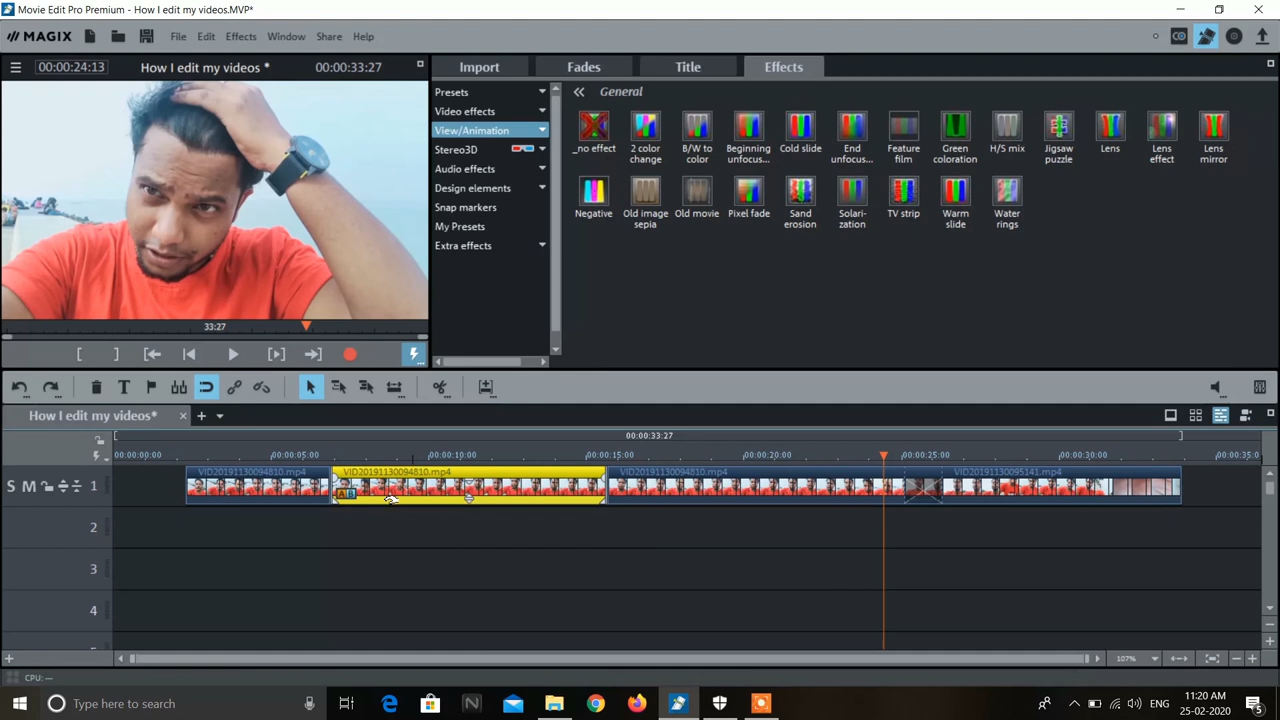 Movie Edit Pro Premium - How I edit my videos.MVP*
MAGIX File Edit Effects Window Share Help
00:00:24:13 How I edit my videos * 00:00:33:27
33:27
Import Fades Title Effects
Presets
Video effects
View/Animation
Stereo3D
Audio effects
Design elements
Snap markers
My Presets
Extra effects
General
_no effect
2 color
change
B/W to
color
Beginning
unfocus...
Cold slide
End
unfocus...
Feature
film
Green
coloration
H/S mix
Jigsaw
puzzle
Lens
Lens
effect
Lens
mirror
Negative
Old image
sepia
Old movie
Pixel fade
Sand
erosion
Solari-
zation
TV strip
Warm
slide
Water
rings
How I edit my videos*
00:00:33:27
00:00:00:00 00:00:05:00 00:00:10:00 00:00:15:00 00:00:20:00 00:00:25:00 00:00:30:00 00:00:35:0
VID20191130094810.mp4 VID20191130094810.mp4 VID20191130094810.mp4 VID20191130095141.mp4
S M 1
A B
2
3
4
107%
CPU: —
Type here to search
N
ENG
11:20 AM
25-02-2020
5